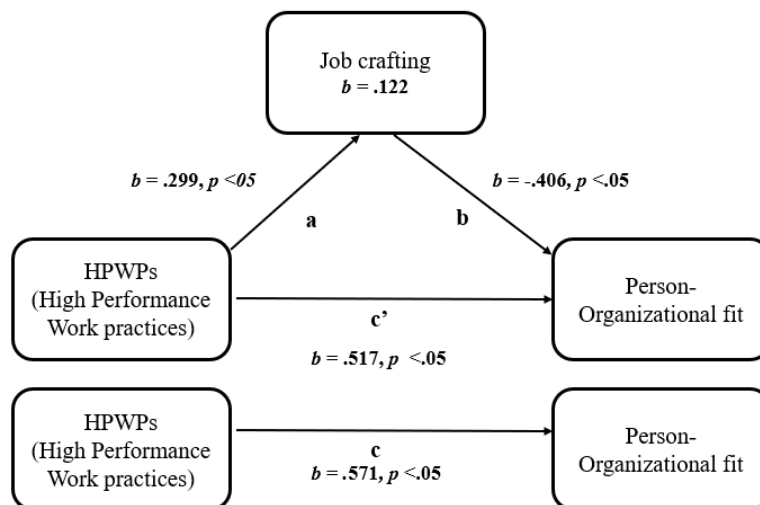 Job crafting
b = .122
b = .299, p <05
b = -.406, p <.05
a
b
HPWPs
(High Performance
Work practices)
Person-
Organizational fit
c’
b = .517, p <.05
HPWPs
(High Performance
Work practices)
Person-
Organizational fit
c
b = .571, p <.05